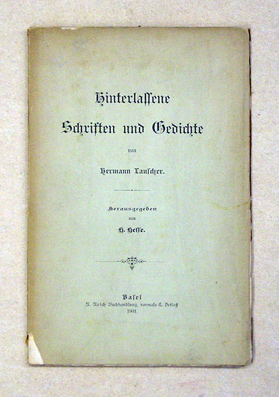 Hinterlassene
Schriften und Gedichte
von
Hermann Lauscher.
Herausgegeben
von
H. Hesse.
Basel
R. Reich Buchhandlung, vormals C. Detloff
1901